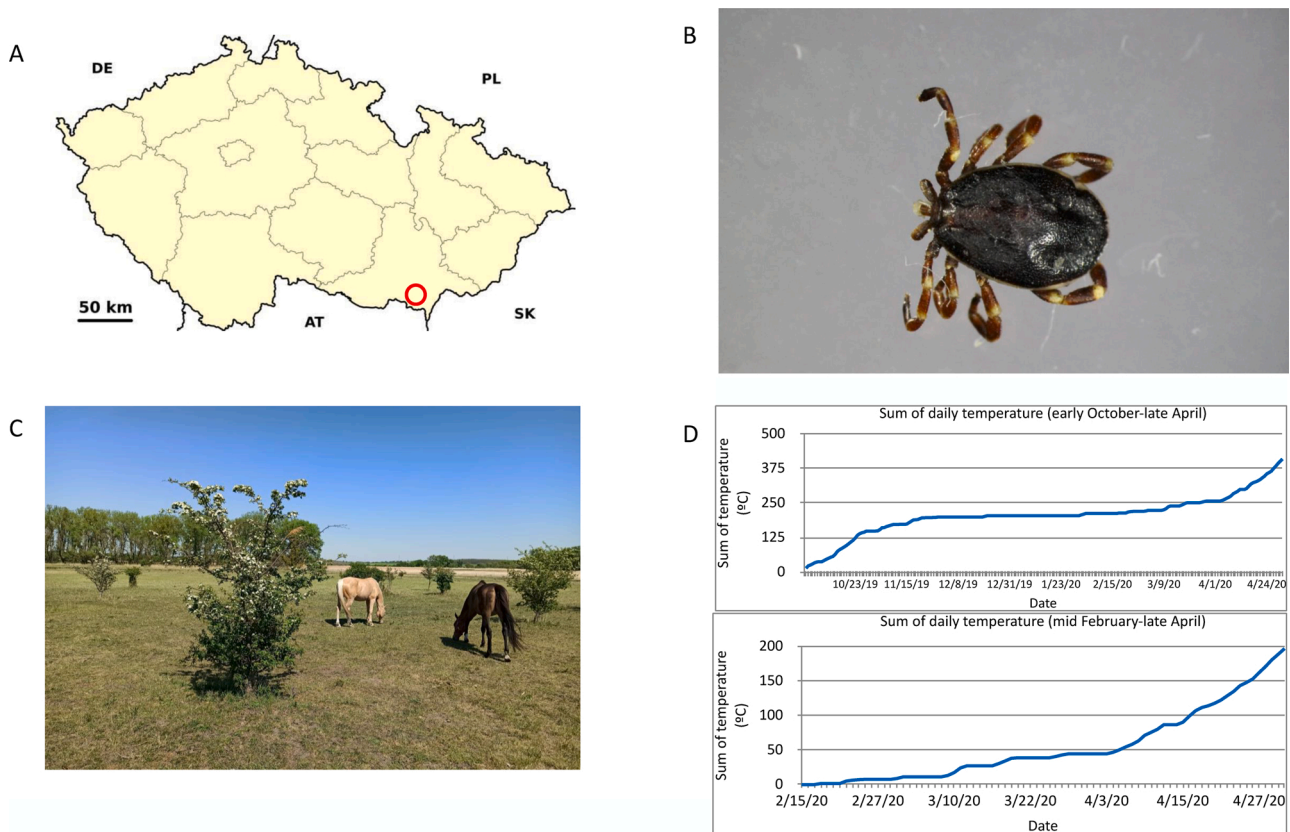 A
DE
PL
50 km
AT
SK
B
C
D
Sum of daily temperature (early October-late April)
Sum of temperature
(ºC)
500
375
250
125
0
10/23/19 11/15/19 12/8/19 12/31/19 1/23/20 2/15/20 3/9/20 4/1/20 4/24/20
Date
Sum of daily temperature (mid February-late April)
Sum of temperature
(ºC)
200
150
100
50
0
2/15/20 2/27/20 3/10/20 3/22/20 4/3/20 4/15/20 4/27/20
Date